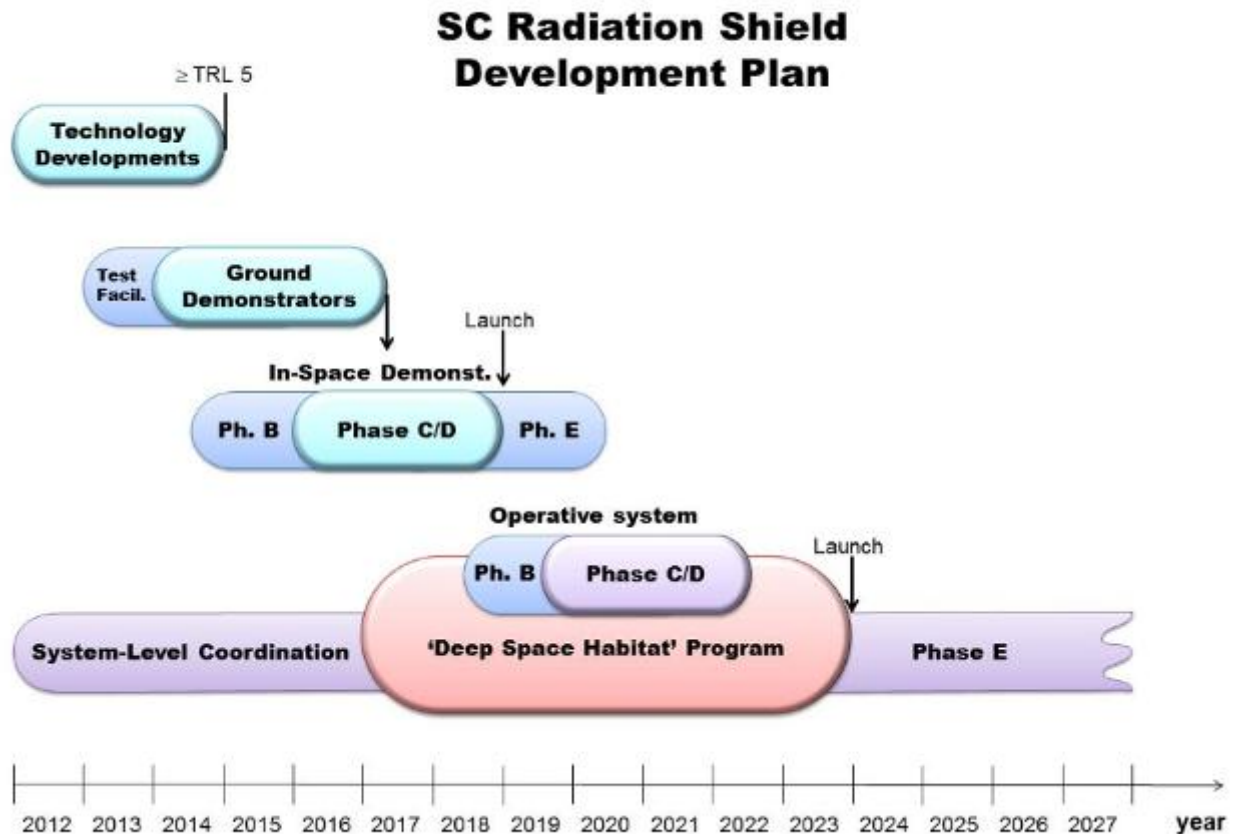 SC Radiation Shield
Development Plan
≥ TRL 5
Technology
Developments
Test
Facil.
Ground
Demonstrators
Launch
In-Space Demonst.
Ph. B
Phase C/D
Ph. E
Operative system
Launch
Ph. B
Phase C/D
System-Level Coordination
‘Deep Space Habitat’ Program
Phase E
2012 2013 2014 2015 2016 2017 2018 2019 2020 2021 2022 2023 2024 2025 2026 2027 year